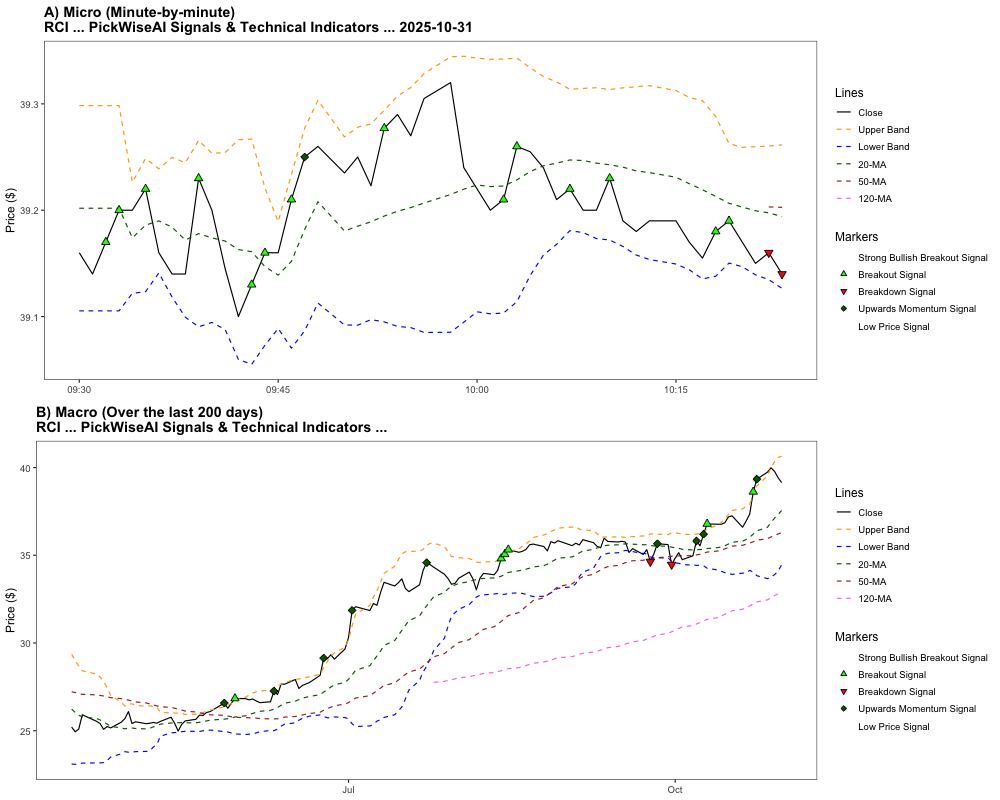 A) Micro (Minute-by-minute)
RCI ... PickWiseAI Signals & Technical Indicators ... 2025-10-31
Price ($)
39.3
39.2
39.1
09:30
09:45
10:00
10:15
Lines
Close
Upper Band
Lower Band
20-MA
50-MA
120-MA
Markers
Strong Bullish Breakout Signal
Breakout Signal
Breakdown Signal
Upwards Momentum Signal
Low Price Signal
B) Macro (Over the last 200 days)
RCI ... PickWiseAI Signals & Technical Indicators ...
Price ($)
40
35
30
25
Jul
Oct
Lines
Close
Upper Band
Lower Band
20-MA
50-MA
120-MA
Markers
Strong Bullish Breakout Signal
Breakout Signal
Breakdown Signal
Upwards Momentum Signal
Low Price Signal